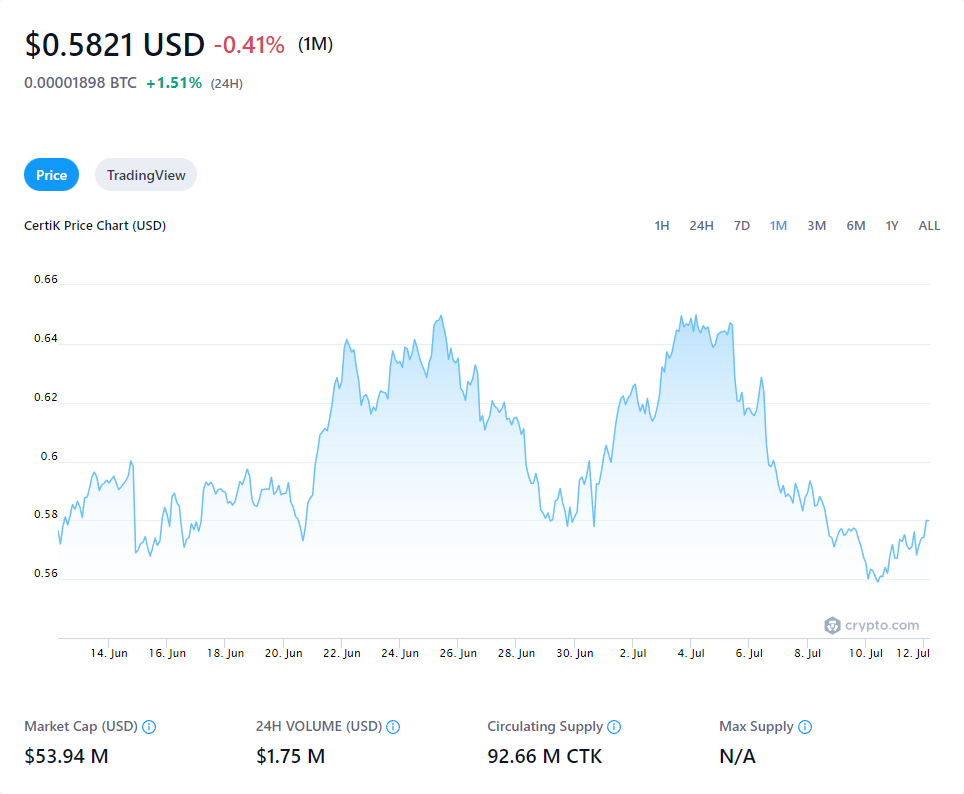 $0.5821 USD -0.41% (1M)
0.00001898 BTC +1.51% (24H)
Price TradingView
CertiK Price Chart (USD) 1H 24H 7D 1M 3M 6M 1Y ALL
0.66
0.64
0.62
0.6
0.58
0.56
crypto.com
14. Jun 16. Jun 18. Jun 20. Jun 22. Jun 24. Jun 26. Jun 28. Jun 30. Jun 2. Jul 4. Jul 6. Jul 8. Jul 10. Jul 12. Jul
Market Cap (USD) 24H VOLUME (USD) Circulating Supply Max Supply
$53.94 M $1.75 M 92.66 M CTK N/A